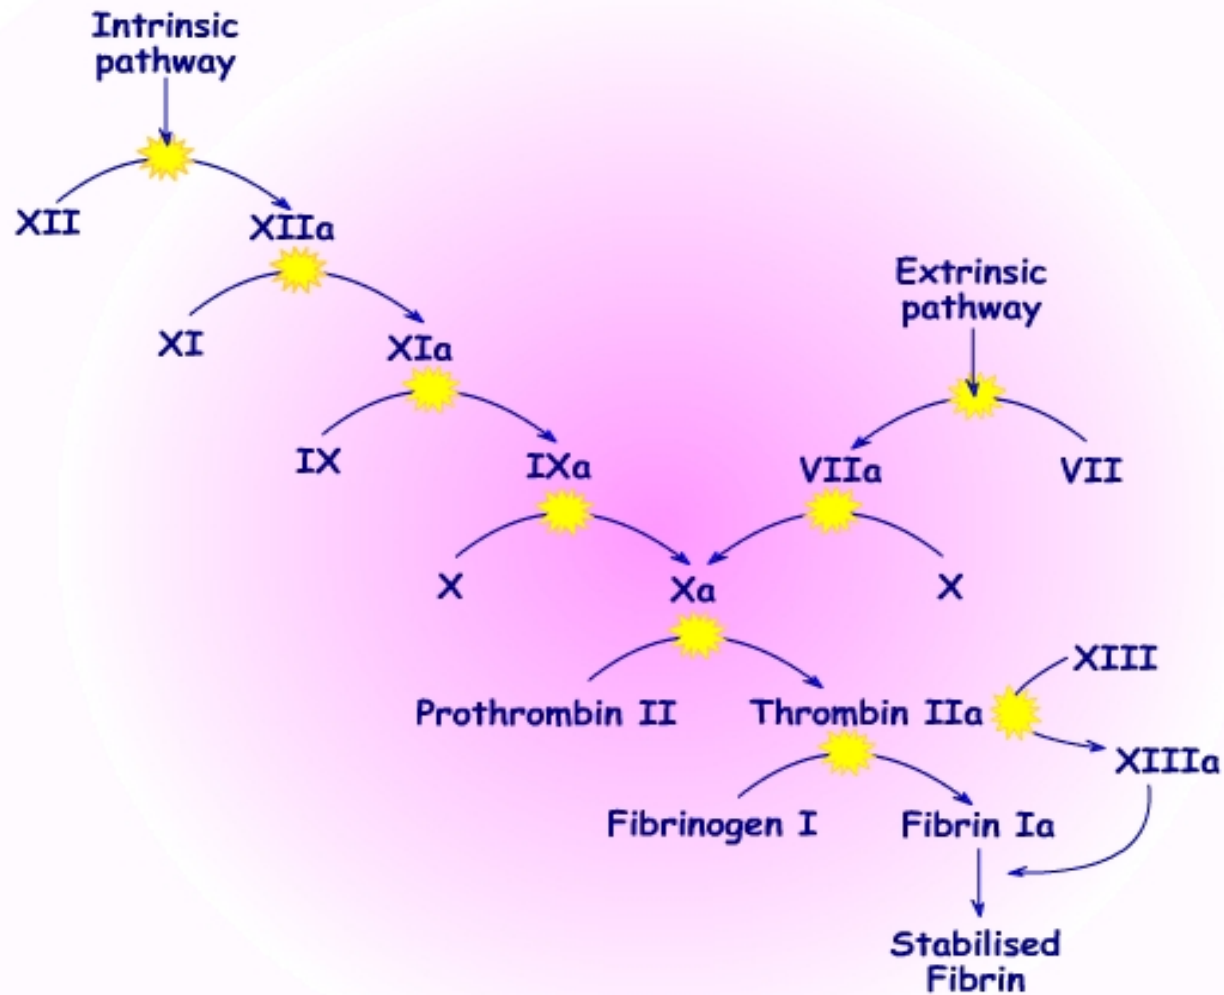 Intrinsic
pathway
XII
XIIa
Extrinsic
pathway
XI
XIa
IX
IXa
VIIa
VII
X
Xa
X
XIII
Prothrombin II
Thrombin IIa
XIIIa
Fibrinogen I
Fibrin Ia
Stabilised
Fibrin